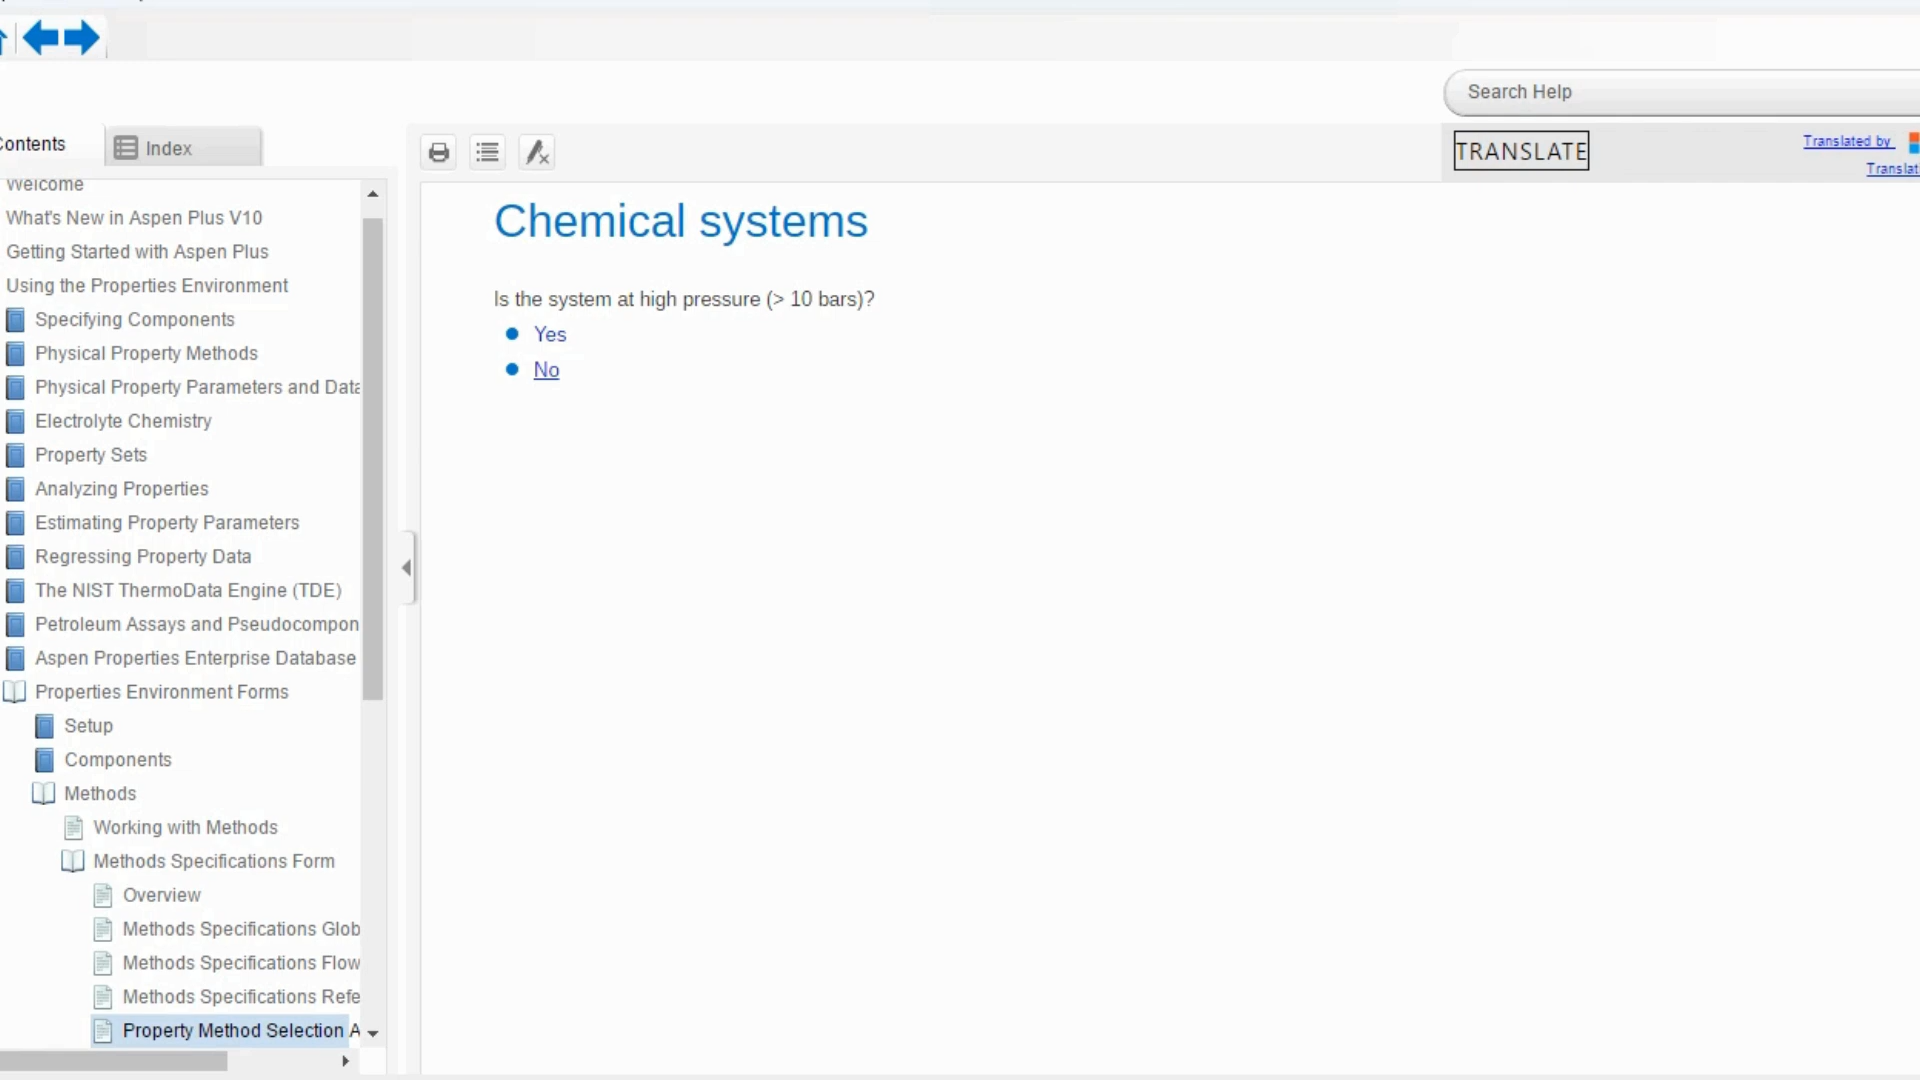 Search Help
Contents
Index
TRANSLATE
Translated by
Welcome
What's New in Aspen Plus V10
Getting Started with Aspen Plus
Using the Properties Environment
Specifying Components
Physical Property Methods
Physical Property Parameters and Data
Electrolyte Chemistry
Property Sets
Analyzing Properties
Estimating Property Parameters
Regressing Property Data
The NIST ThermoData Engine (TDE)
Petroleum Assays and Pseudocompon
Aspen Properties Enterprise Database
Properties Environment Forms
Setup
Components
Methods
Working with Methods
Methods Specifications Form
Overview
Methods Specifications Glob
Methods Specifications Flow
Methods Specifications Refe
Property Method Selection A
Chemical systems
Is the system at high pressure (> 10 bars)?
Yes
No